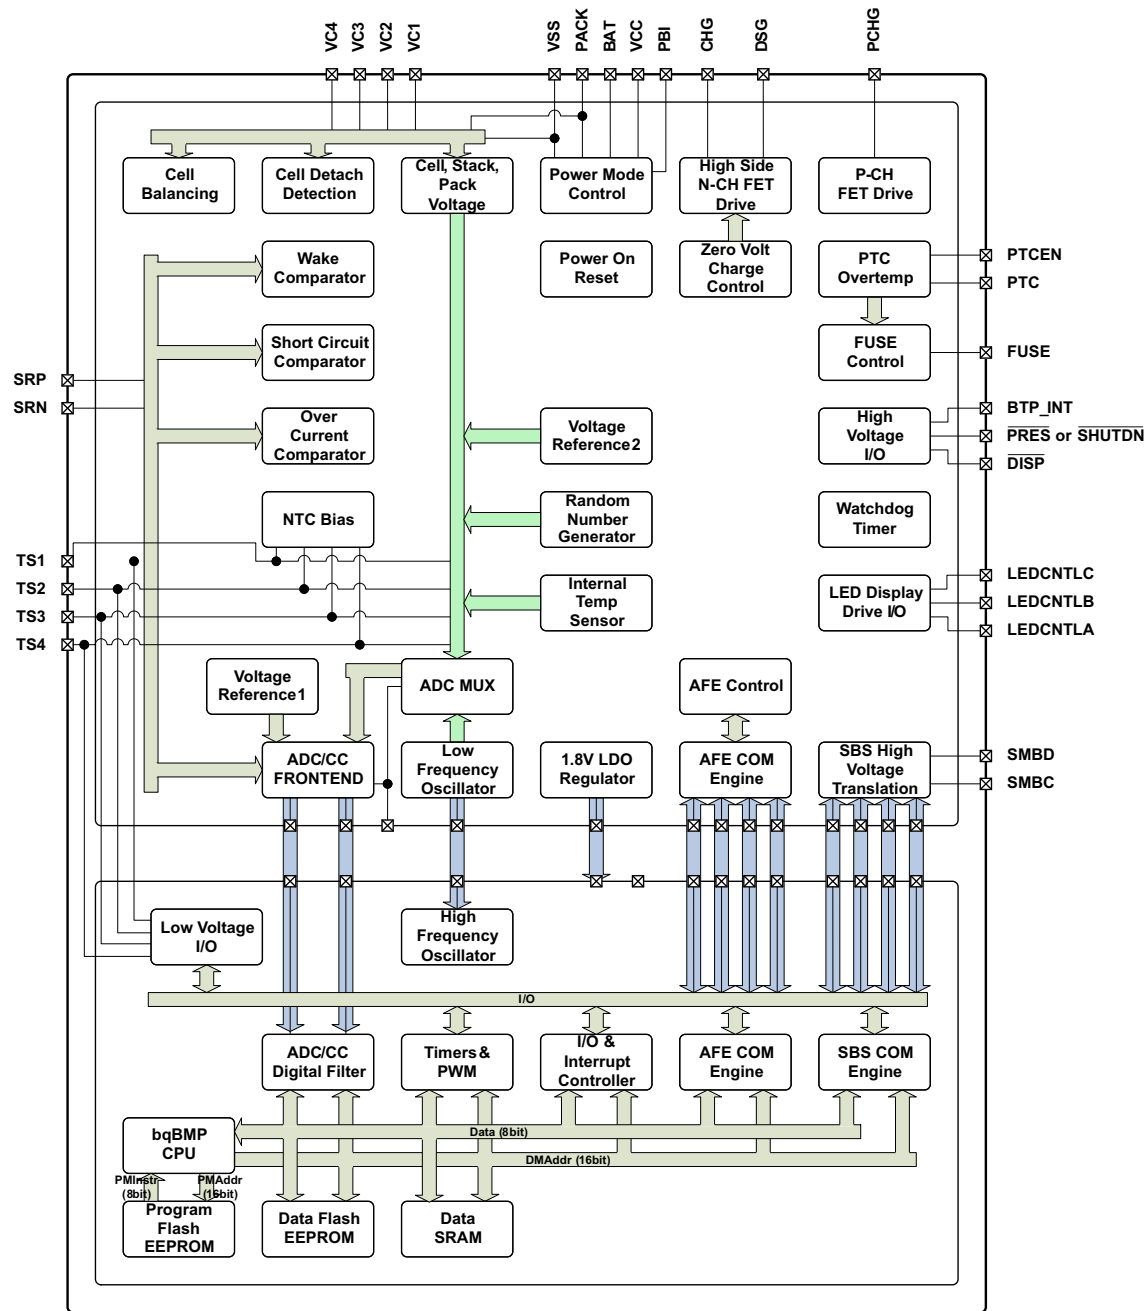 VC4
VC3
VC2
VC1
VSS
PACK
BAT
VCC
PBI
CHG
DSG
PCHG
Cell
Balancing
Cell Detach
Detection
Cell, Stack,
Pack
Voltage
Power Mode
Control
High Side
N-CH FET
Drive
P-CH
FET Drive
Wake
Comparator
Power On
Reset
Zero Volt
Charge
Control
PTC
Overtemp
PTCEN
PTC
Short Circuit
Comparator
FUSE
Control
FUSE
SRP
SRN
Over
Current
Comparator
Voltage
Reference2
High
Voltage
I/O
BTP_INT
PRES or SHUTDN
DISP
NTC Bias
Random
Number
Generator
Watchdog
Timer
TS1
TS2
TS3
TS4
Internal
Temp
Sensor
LED Display
Drive I/O
LEDCNTLC
LEDCNTLB
LEDCNTLA
Voltage
Reference1
ADC MUX
AFE Control
ADC/CC
FRONTEND
Low
Frequency
Oscillator
1.8V LDO
Regulator
AFE COM
Engine
SBS High
Voltage
Translation
SMBD
SMBC
Low Voltage
I/O
High
Frequency
Oscillator
I/O
ADC/CC
Digital Filter
Timers &
PWM
I/O &
Interrupt
Controller
AFE COM
Engine
SBS COM
Engine
bqBMP
CPU
Data (8bit)
DMAddr (16bit)
PMInstr
(8bit)
PMAddr
(16bit)
Program
Flash
EEPROM
Data Flash
EEPROM
Data
SRAM